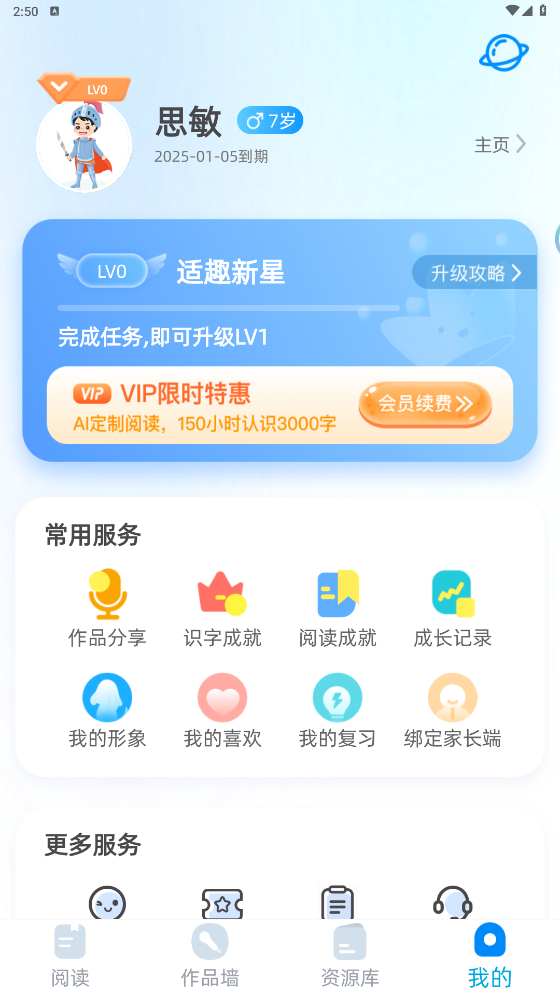 2:50
A
LV0
思敏
7岁
2025-01-05到期
主页
LV0
适趣新星
升级攻略
完成任务,即可升级LV1
VIP VIP限时特惠
AI定制阅读，150小时认识3000字
会员续费
常用服务
作品分享 识字成就 阅读成就 成长记录
我的形象 我的喜欢 我的复习 绑定家长端
更多服务
阅读 作品墙 资源库 我的